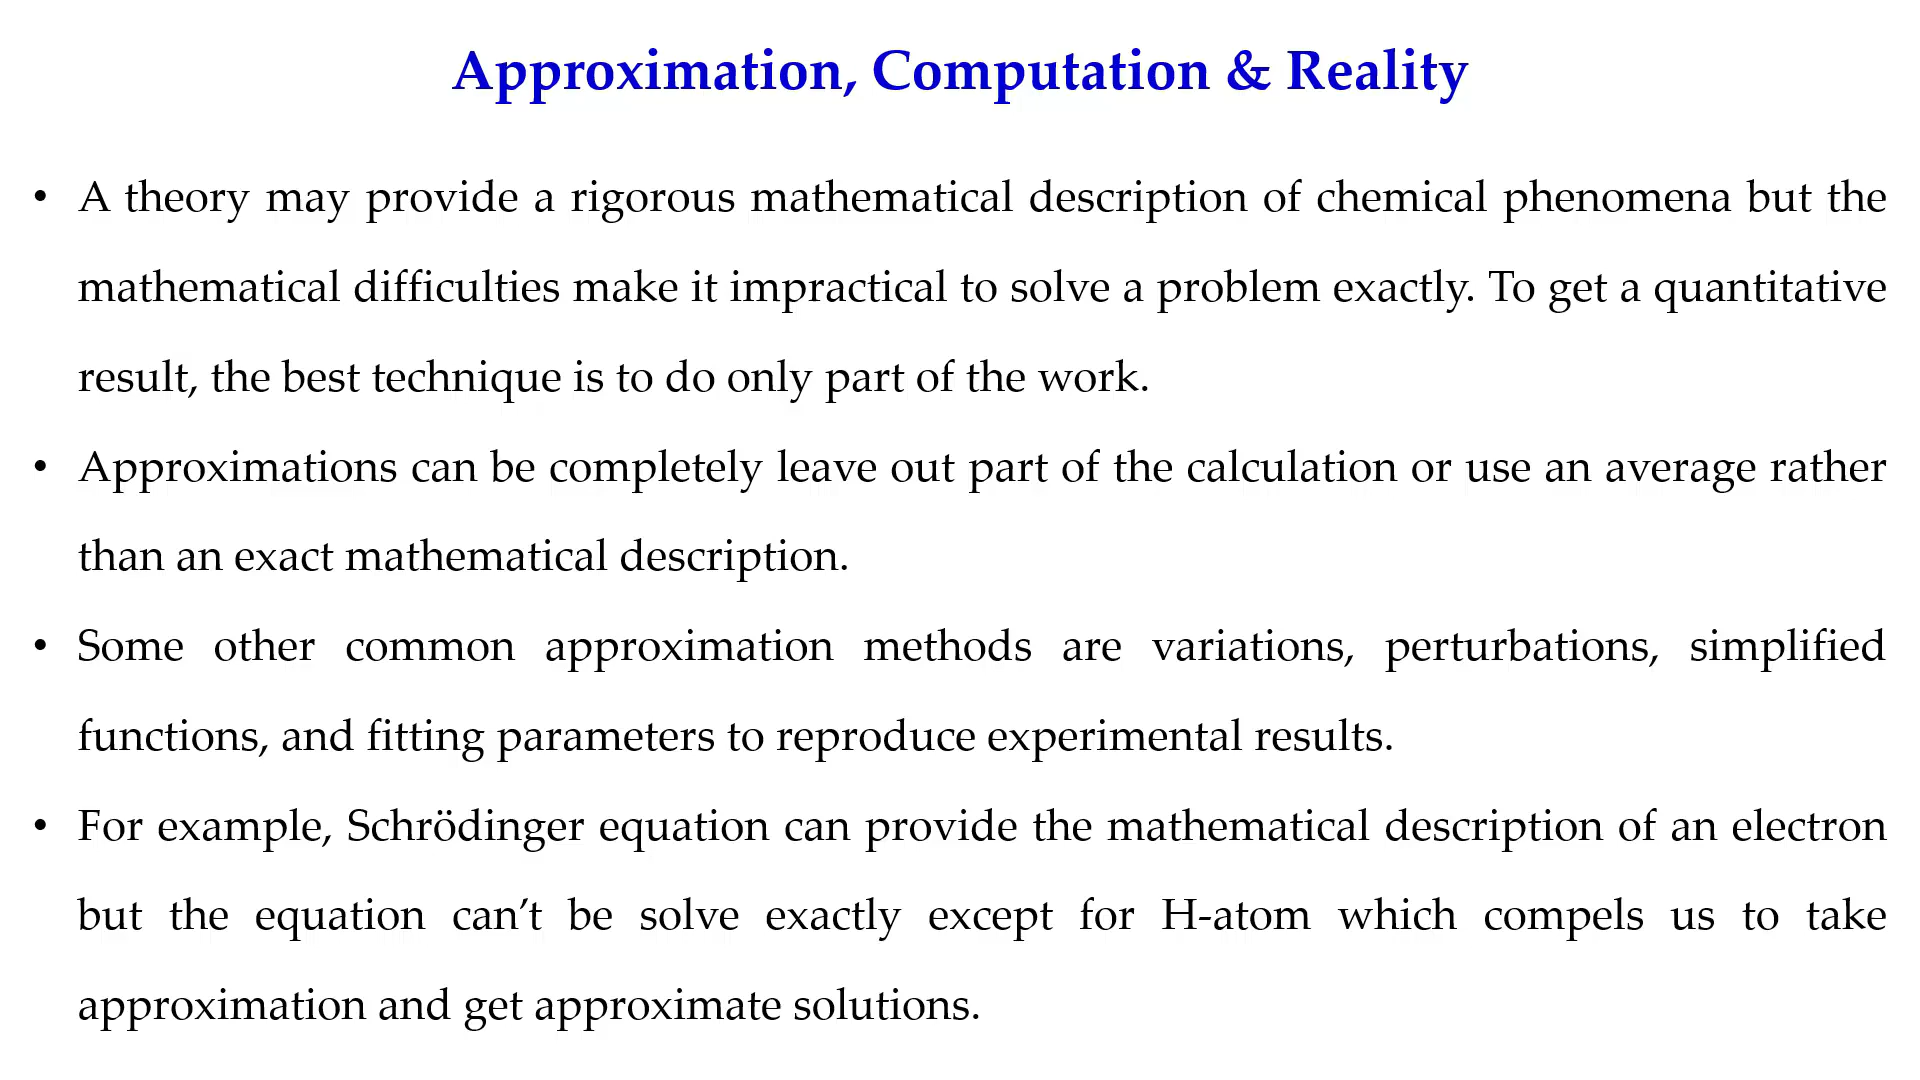 Approximation, Computation & Reality
• A theory may provide a rigorous mathematical description of chemical phenomena but the
mathematical difficulties make it impractical to solve a problem exactly. To get a quantitative
result, the best technique is to do only part of the work.
• Approximations can be completely leave out part of the calculation or use an average rather
than an exact mathematical description.
• Some other common approximation methods are variations, perturbations, simplified
functions, and fitting parameters to reproduce experimental results.
• For example, Schrödinger equation can provide the mathematical description of an electron
but the equation can’t be solve exactly except for H-atom which compels us to take
approximation and get approximate solutions.